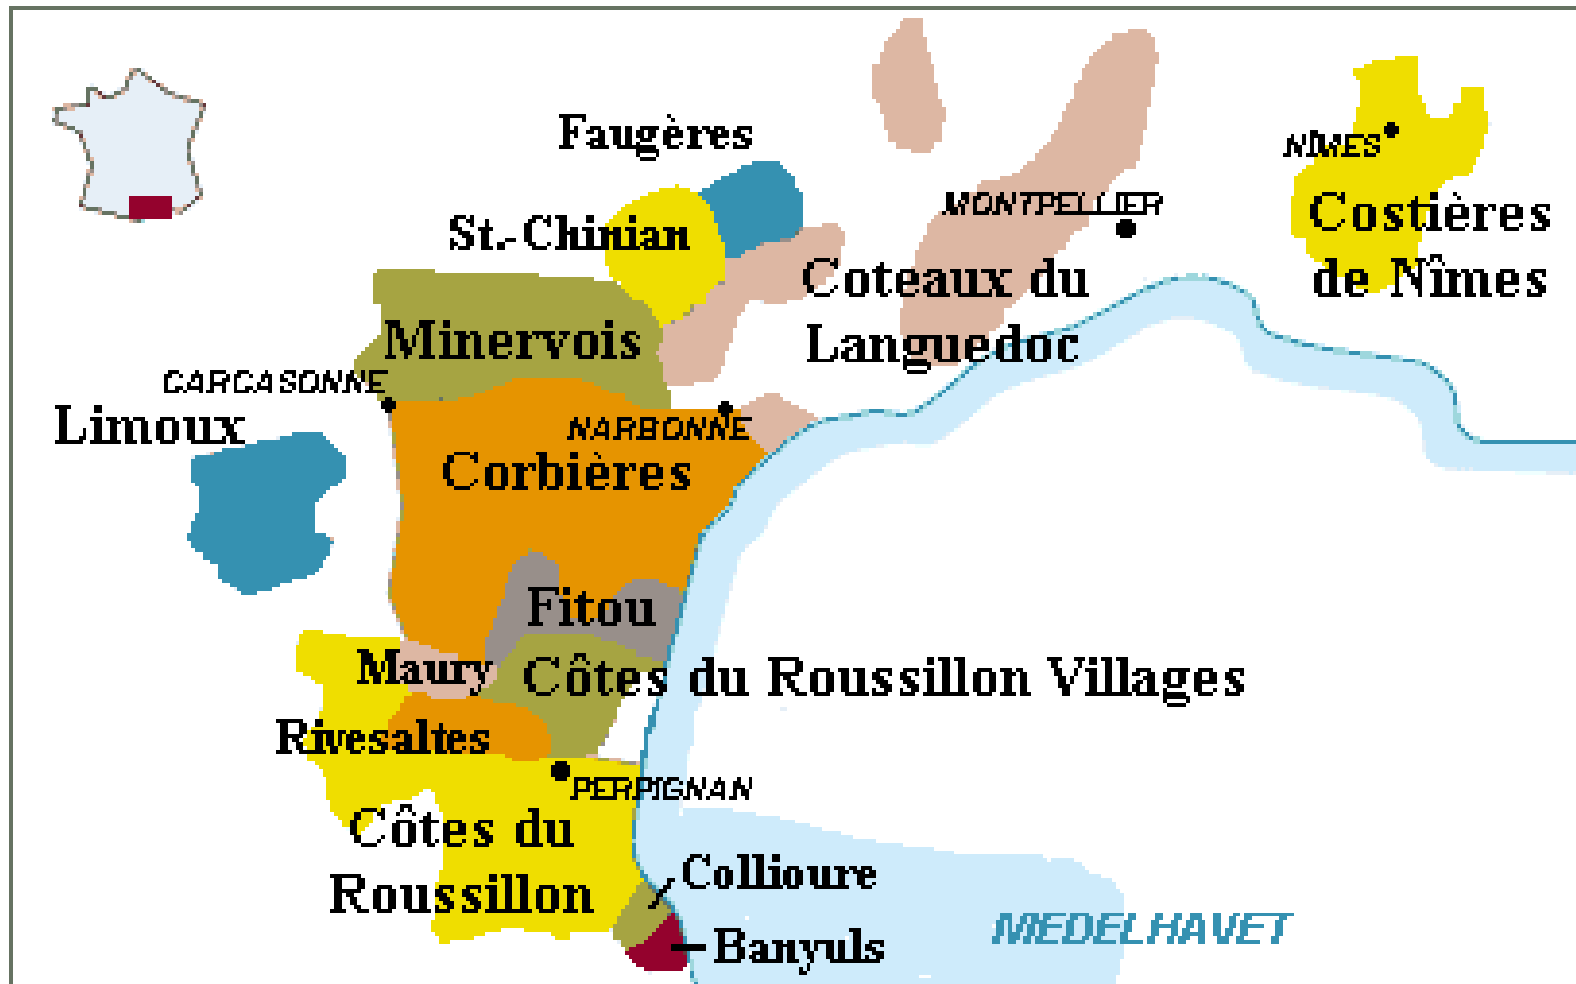 Faugères
NÎMES
MONTPELLIER
Costières
de Nîmes
St.-Chinian
Coteaux du
Languedoc
Minervois
CARCASONNE
Limoux
NARBONNE
Corbières
Fitou
Maury
Côtes du Roussillon Villages
Rivesaltes
PERPIGNAN
Côtes du
Roussillon
Collioure
MEDELHAVET
Banyuls